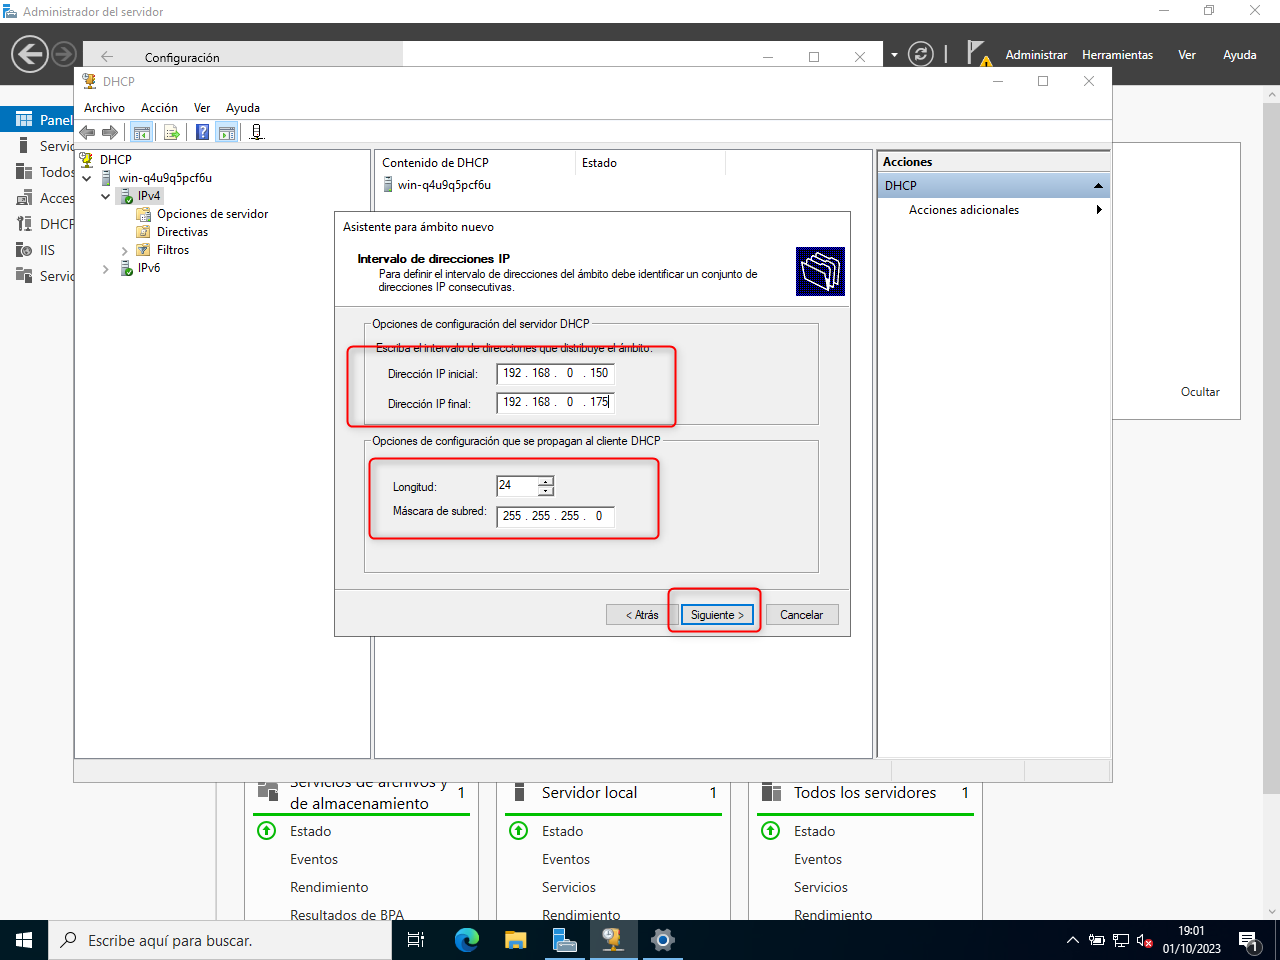 Administrador del servidor
Configuración
Administrar Herramientas Ver Ayuda
DHCP
Archivo Acción Ver Ayuda
Panel
Servic
Todos
Acces
DHCP
IIS
Servic
DHCP
win-q4u9q5pcf6u
IPv4
Opciones de servidor
Directivas
Filtros
IPv6
Contenido de DHCP Estado
win-q4u9q5pcf6u
Acciones
DHCP
Acciones adicionales
Asistente para ámbito nuevo
Intervalo de direcciones IP
Para definir el intervalo de direcciones del ámbito debe identificar un conjunto de
direcciones IP consecutivas.
Opciones de configuración del servidor DHCP
Escriba el intervalo de direcciones que distribuye el ámbito.
Dirección IP inicial: 192 . 168 . 0 . 150
Dirección IP final: 192 . 168 . 0 . 175
Opciones de configuración que se propagan al cliente DHCP
Longitud: 24
Máscara de subred: 255 . 255 . 255 . 0
< Atrás Siguiente > Cancelar
Ocultar
Servicios de archivos y
de almacenamiento 1
Estado
Eventos
Rendimiento
Resultados de BPA
Servidor local 1
Estado
Eventos
Servicios
Rendimiento
Todos los servidores 1
Estado
Eventos
Servicios
Rendimiento
Escribe aquí para buscar.
19:01
01/10/2023
1